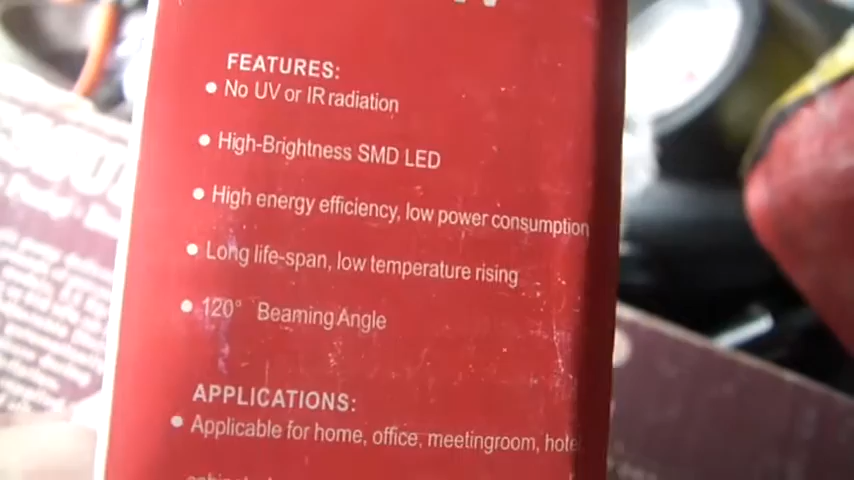 FEATURES:
● No UV or IR radiation
● High-Brightness SMD LED
● High energy efficiency, low power consumption
● Long life-span, low temperature rising
● 120° Beaming Angle
APPLICATIONS:
● Applicable for home, office, meetingroom, hotel